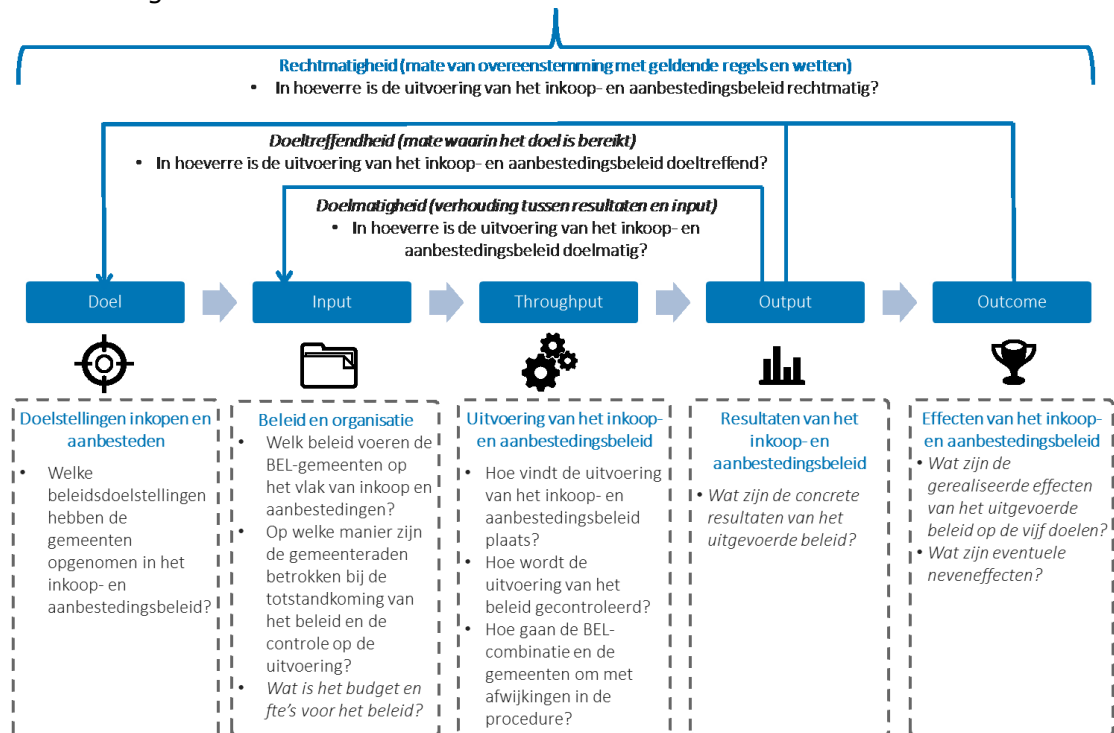 Rechtmatigheid (mate van overeenstemming met geldende regels en wetten)
• In hoeverre is de uitvoering van het inkoop- en aanbestedingsbeleid rechtmatig?
Doeltreffendheid (mate waarin het doel is bereikt)
• In hoeverre is de uitvoering van het inkoop- en aanbestedingsbeleid doeltreffend?
Doelmatigheid (verhouding tussen resultaten en input)
• In hoeverre is de uitvoering van het inkoop- en
aanbestedingsbeleid doelmatig?
Doel
Input
Throughput
Output
Outcome
Doelstellingen inkopen en
aanbesteden
• Welke
beleidsdoelstellingen
hebben de
gemeenten
opgenomen in het
inkoop- en
aanbestedingsbeleid?
Beleid en organisatie
• Welk beleid voeren de
BEL-gemeenten op
het vlak van inkoop en
aanbestedingen?
• Op welke manier zijn
de gemeenteraden
betrokken bij de
totstandkoming van
het beleid en de
controle op de
uitvoering?
• Wat is het budget en
fte's voor het beleid?
Uitvoering van het inkoop-
en aanbestedingsbeleid
• Hoe vindt de uitvoering
van het inkoop- en
aanbestedingsbeleid
plaats?
• Hoe wordt de
uitvoering van het
beleid gecontroleerd?
• Hoe gaan de BEL-
combinatie en de
gemeenten om met
afwijkingen in de
procedure?
Resultaten van het
inkoop- en
aanbestedingsbeleid
• Wat zijn de concrete
resultaten van het
uitgevoerde beleid?
Effecten van het inkoop-
en aanbestedingsbeleid
• Wat zijn de
gerealiseerde effecten
van het uitgevoerde
beleid op de vijf doelen?
• Wat zijn eventuele
neveneffecten?